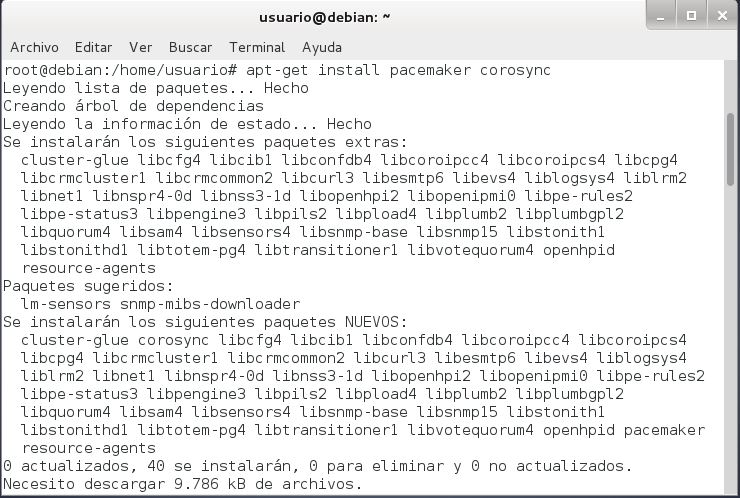 usuario@debian: ~
Archivo Editar Ver Buscar Terminal Ayuda
root@debian:/home/usuario# apt-get install pacemaker corosync
Leyendo lista de paquetes... Hecho
Creando árbol de dependencias
Leyendo la información de estado... Hecho
Se instalarán los siguientes paquetes extras:
cluster-glue libcfg4 libcib1 libconfdb4 libcoroipcc4 libcoroipcs4 libcpg4
libcrmcluster1 libcrmcommon2 libcurl3 libesmtp6 libevs4 liblogsys4 liblrm2
libnet1 libnspr4-0d libnss3-1d libopenhpi2 libopenipmi0 libpe-rules2
libpe-status3 libpengine3 libpils2 libpload4 libplumb2 libplumbgpl2
libquorum4 libsam4 libsensors4 libsnmp-base libsnmp15 libstonith1
libstonithd1 libtotem-pg4 libtransitioner1 libvotequorum4 openhpid
resource-agents
Paquetes sugeridos:
lm-sensors snmp-mibs-downloader
Se instalarán los siguientes paquetes NUEVOS:
cluster-glue corosync libcfg4 libcib1 libconfdb4 libcoroipcc4 libcoroipcs4
libcpg4 libcrmcluster1 libcrmcommon2 libcurl3 libesmtp6 libevs4 liblogsys4
liblrm2 libnet1 libnspr4-0d libnss3-1d libopenhpi2 libopenipmi0 libpe-rules2
libpe-status3 libpengine3 libpils2 libpload4 libplumb2 libplumbgpl2
libquorum4 libsam4 libsensors4 libsnmp-base libsnmp15 libstonith1
libstonithd1 libtotem-pg4 libtransitioner1 libvotequorum4 openhpid pacemaker
resource-agents
0 actualizados, 40 se instalarán, 0 para eliminar y 0 no actualizados.
Necesito descargar 9.786 kB de archivos.